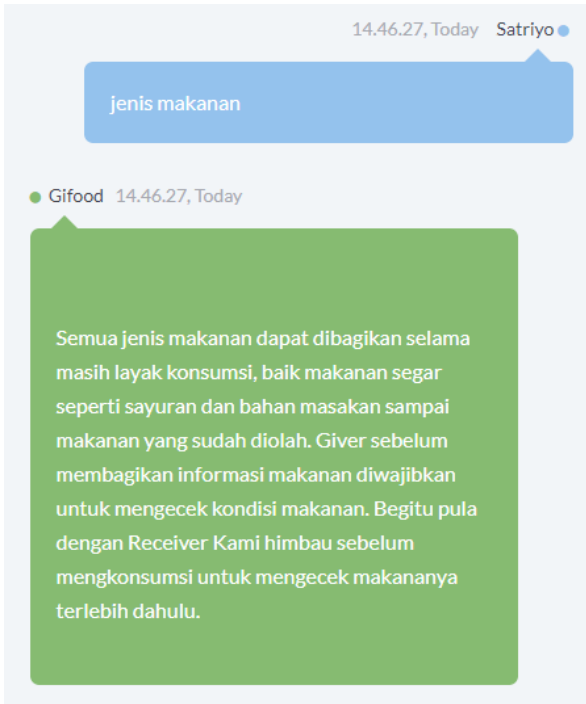 14.46.27, Today Satriyo
jenis makanan
Gifood 14.46.27, Today
Semua jenis makanan dapat dibagikan selama
masih layak konsumsi, baik makanan segar
seperti sayuran dan bahan masakan sampai
makanan yang sudah diolah. Giver sebelum
membagikan informasi makanan diwajibkan
untuk mengecek kondisi makanan. Begitu pula
dengan Receiver Kami himbau sebelum
mengkonsumsi untuk mengecek makananya
terlebih dahulu.